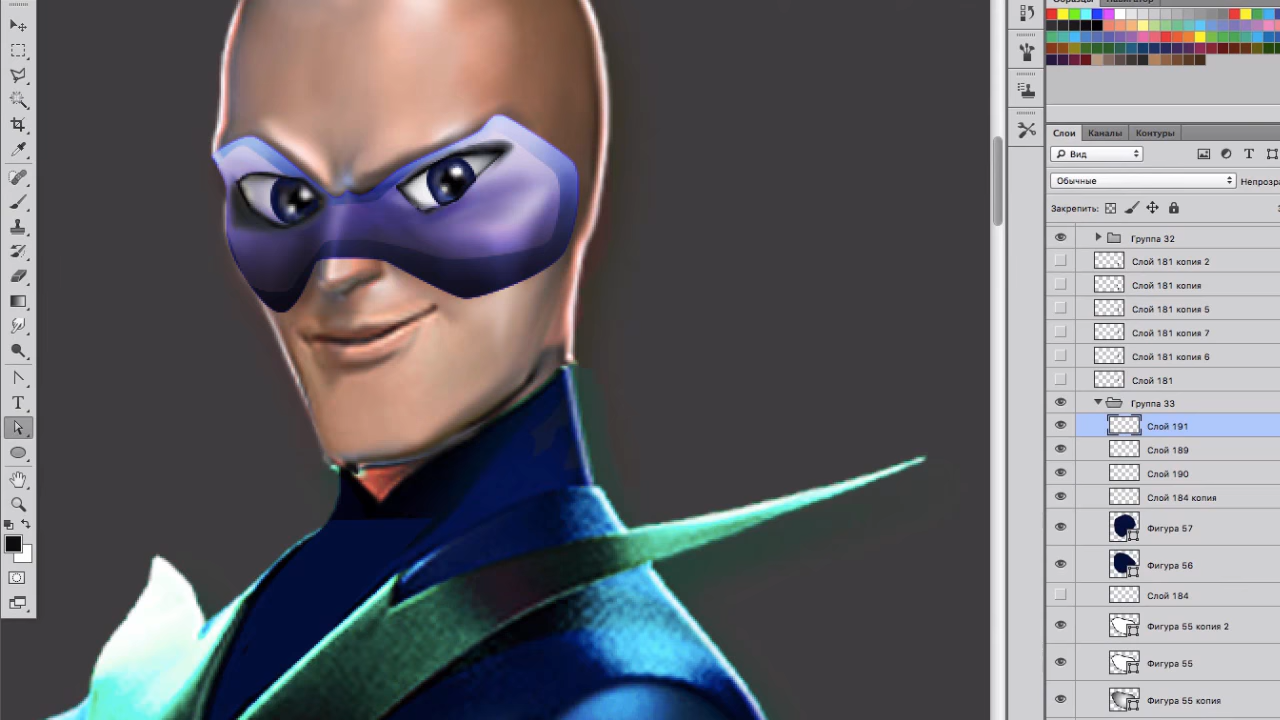 Образцы Навигатор
Слои Каналы Контуры
Вид
Обычные Непрозра
Закрепить:
Группа 32
Слой 181 копия 2
Слой 181 копия
Слой 181 копия 5
Слой 181 копия 7
Слой 181 копия 6
Слой 181
Группа 33
Слой 191
Слой 189
Слой 190
Слой 184 копия
Фигура 57
Фигура 56
Слой 184
Фигура 55 копия 2
Фигура 55
Фигура 55 копия